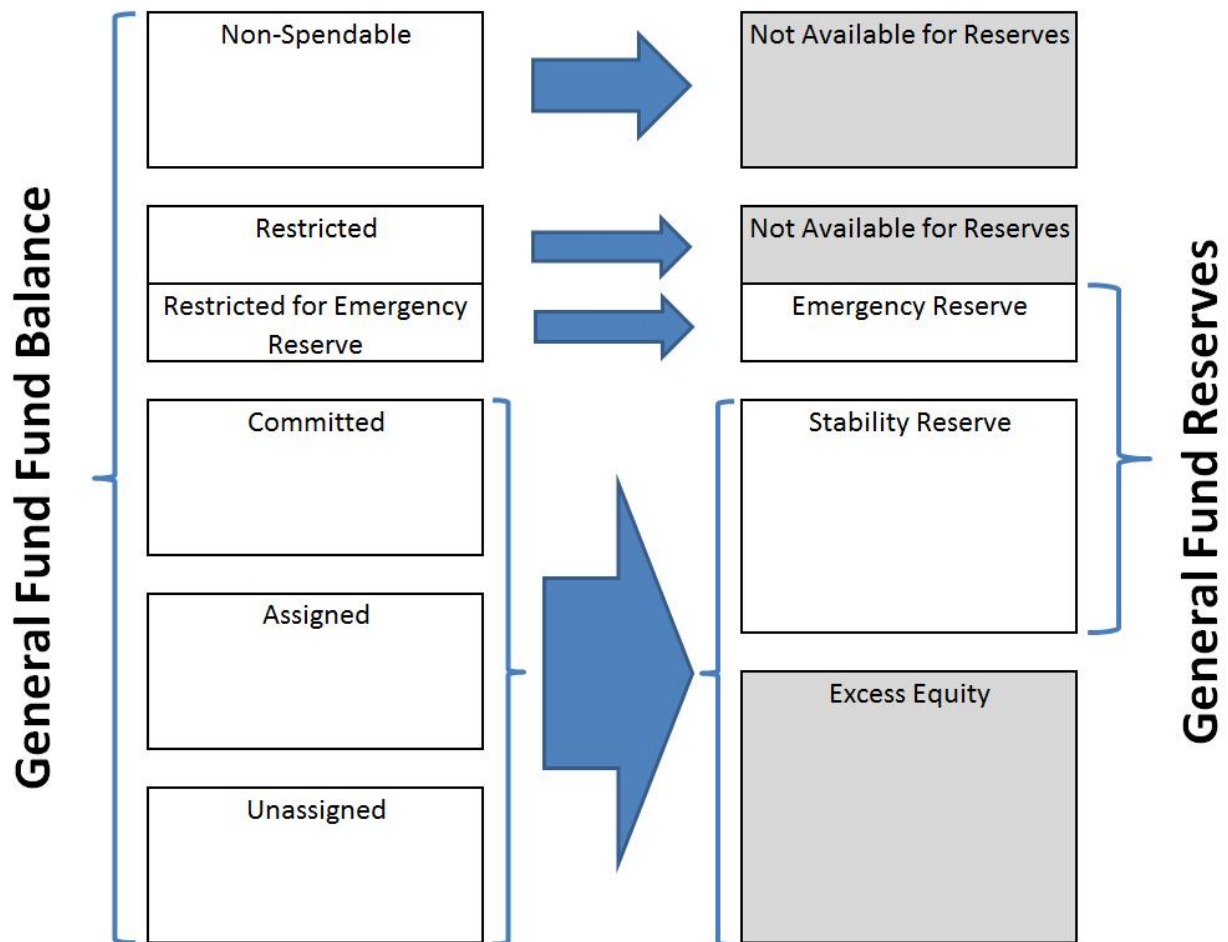 General Fund Fund Balance
Non-Spendable
Not Available for Reserves
Restricted
Not Available for Reserves
Restricted for Emergency
Reserve
Emergency Reserve
Committed
Stability Reserve
Assigned
Excess Equity
Unassigned
General Fund Reserves